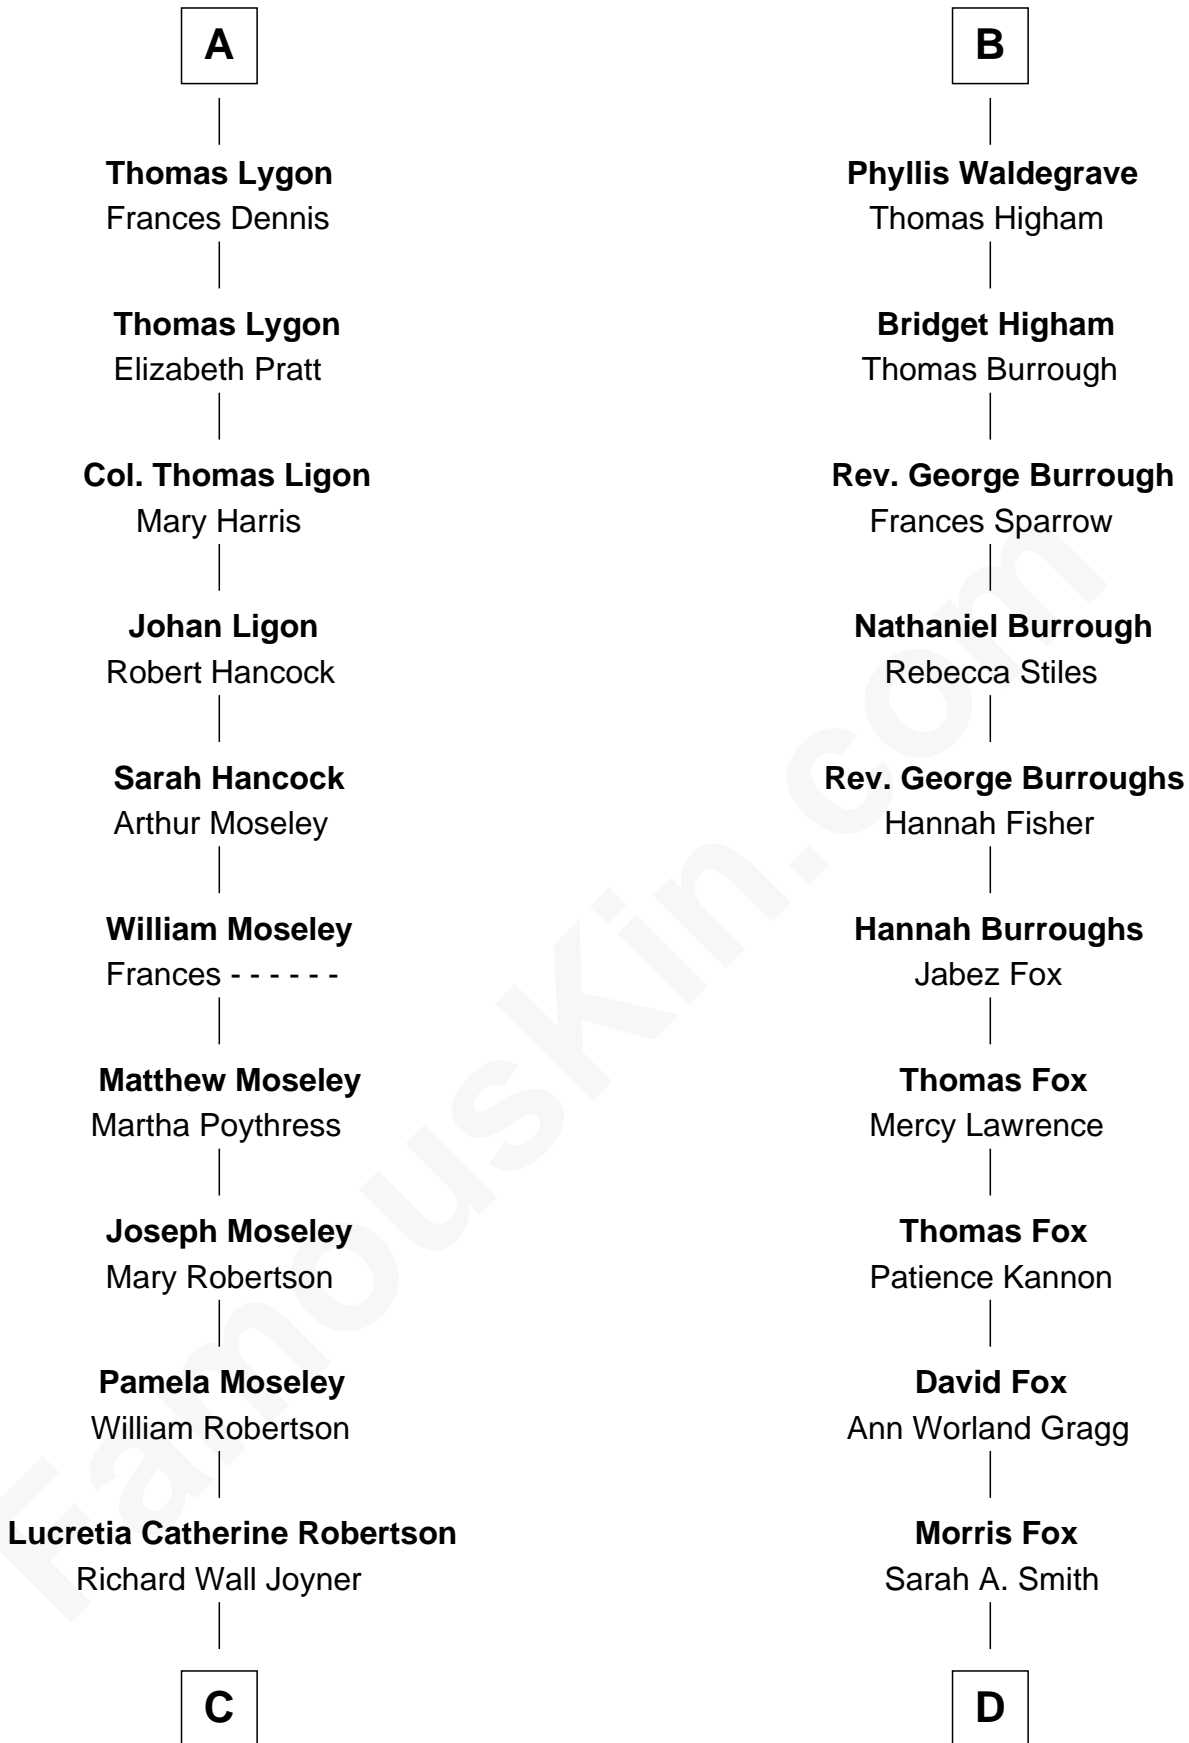 A
Thomas Lygon
Frances Dennis
Thomas Lygon
Elizabeth Pratt
Col. Thomas Ligon
Mary Harris
Johan Ligon
Robert Hancock
Sarah Hancock
Arthur Moseley
William Moseley
Frances - - - - - -
Matthew Moseley
Martha Poythress
Joseph Moseley
Mary Robertson
Pamela Moseley
William Robertson
Lucretia Catherine Robertson
Richard Wall Joyner
C
B
Phyllis Waldegrave
Thomas Higham
Bridget Higham
Thomas Burrough
Rev. George Burrough
Frances Sparrow
Nathaniel Burrough
Rebecca Stiles
Rev. George Burroughs
Hannah Fisher
Hannah Burroughs
Jabez Fox
Thomas Fox
Mercy Lawrence
Thomas Fox
Patience Kannon
David Fox
Ann Worland Gragg
Morris Fox
Sarah A. Smith
D
FamousKin.com